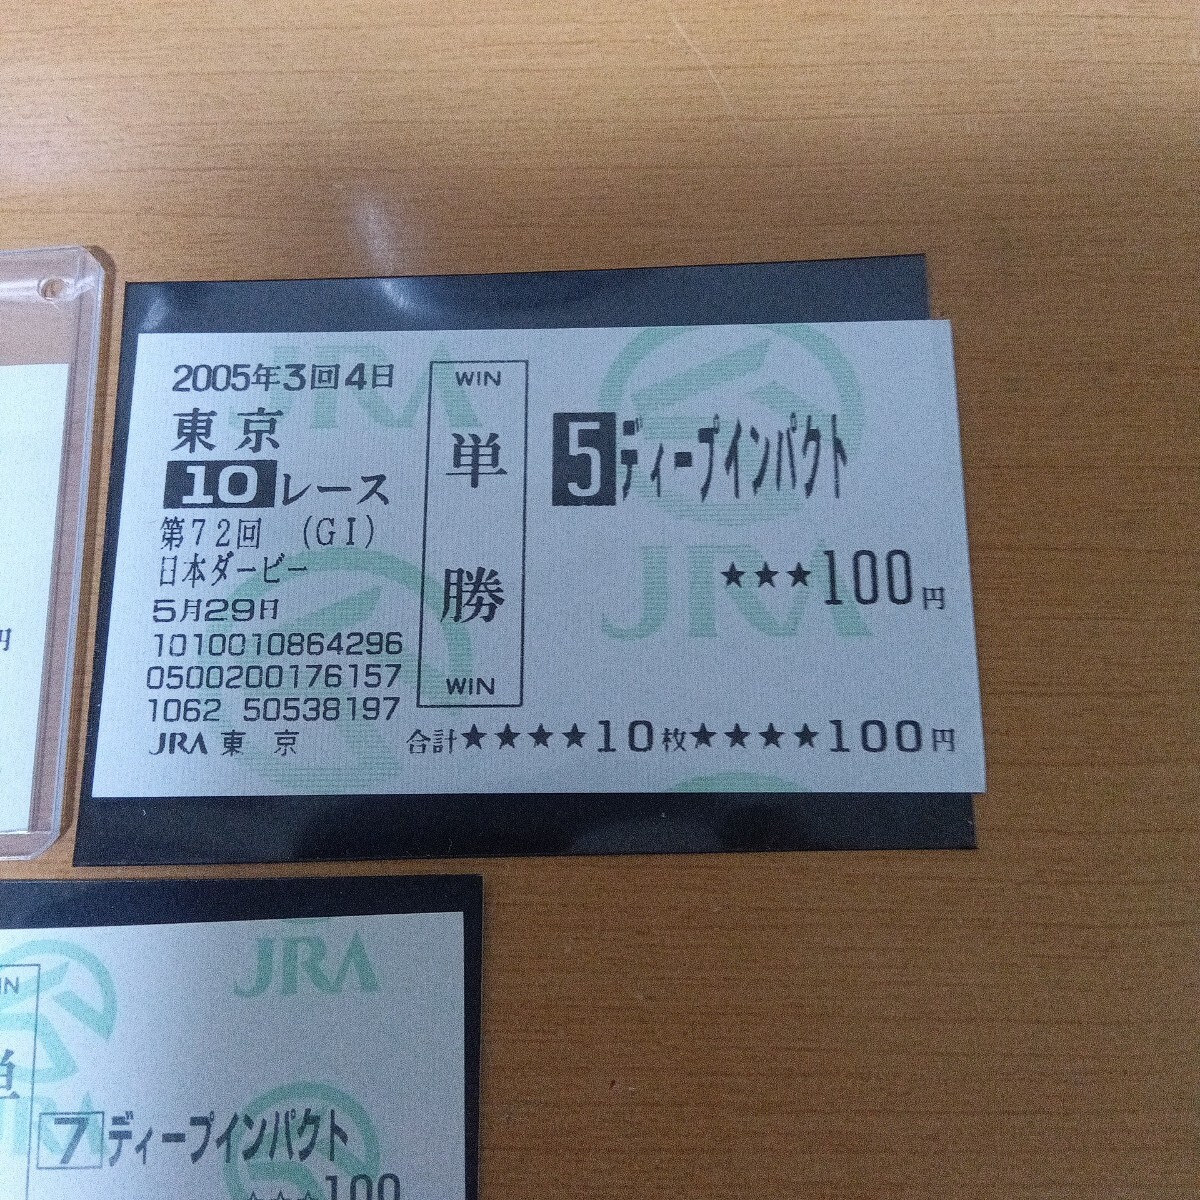 2005年3回4日
東京
10レース
第72回 (GI)
日本ダービー
5月29日
1010010864296
0500200176157
1062 50538197
JRA 東 京
WIN
単勝
WIN
5 ディープインパクト
★★★100円
合計★★★★10枚★★★★100円
JRA
JRA
円
JRA
7 ディープインパクト
★★★100